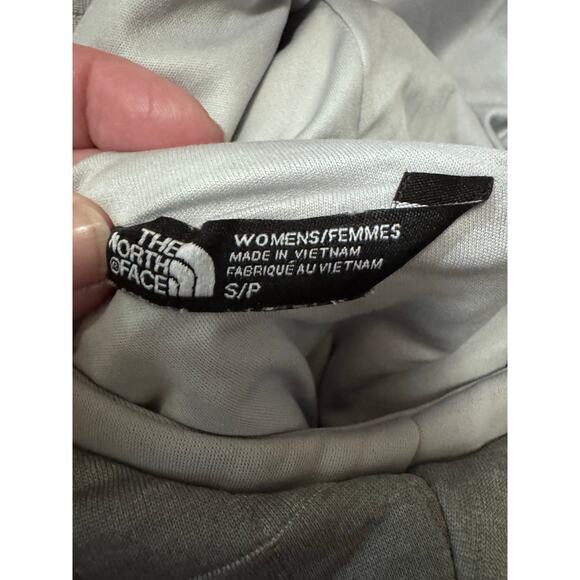 THE
NORTH
®FACE
WOMENS/FEMMES
MADE IN VIETNAM
FABRIQUÉ AU VIETNAM
S/P